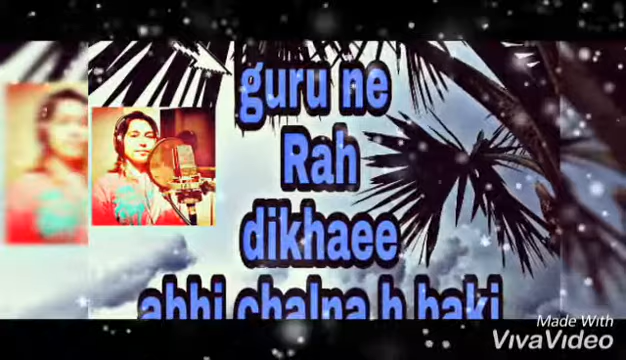 guru ne
Rah
dikhaee
abhi chalna h baki
Made With
VivaVideo